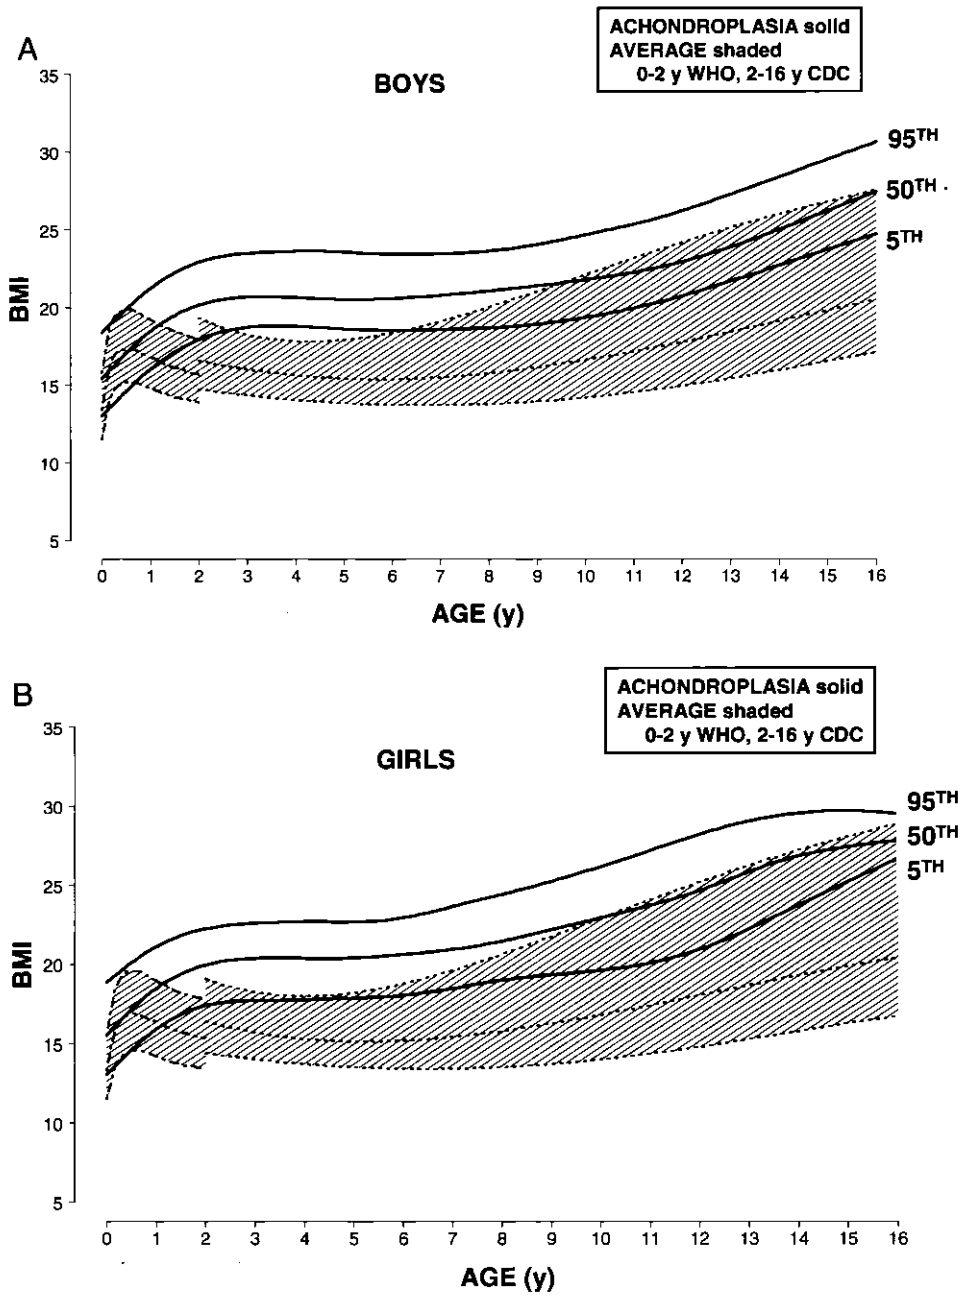 A
ACHONDROPLASIA solid
AVERAGE shaded
0-2 y WHO, 2-16 y CDC
BOYS
35
30
25
20
15
10
5
BMI
95TH
50TH
5TH
0 1 2 3 4 5 6 7 8 9 10 11 12 13 14 15 16
AGE (y)
B
ACHONDROPLASIA solid
AVERAGE shaded
0-2 y WHO, 2-16 y CDC
GIRLS
35
30
25
20
15
10
5
BMI
95TH
50TH
5TH
0 1 2 3 4 5 6 7 8 9 10 11 12 13 14 15 16
AGE (y)